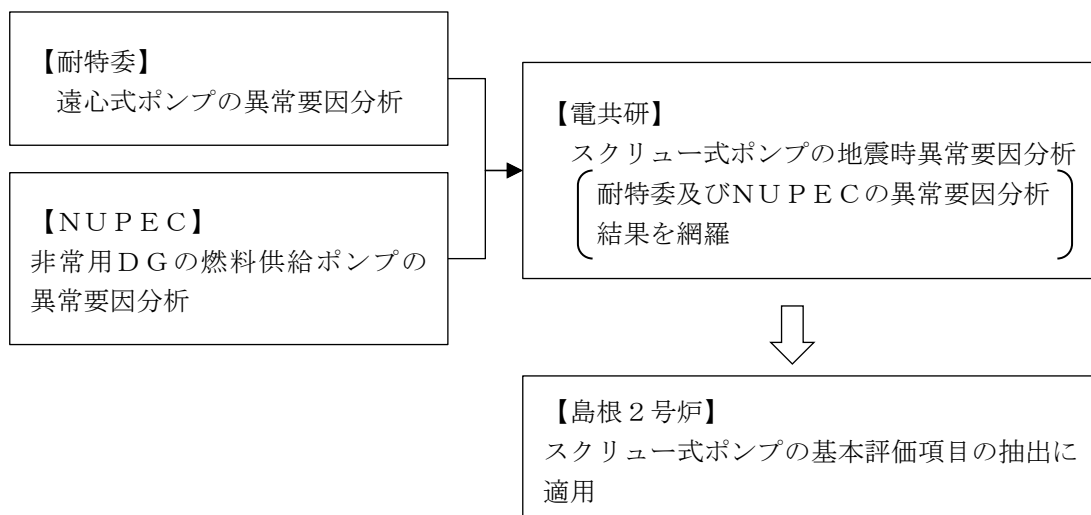 【耐特委】
遠心式ポンプの異常要因分析
【ＮＵＰＥＣ】
非常用ＤＧの燃料供給ポンプの
異常要因分析
【電共研】
スクリュー式ポンプの地震時異常要因分析
耐特委及びＮＵＰＥＣの異常要因分析
結果を網羅
【島根２号炉】
スクリュー式ポンプの基本評価項目の抽出に
適用